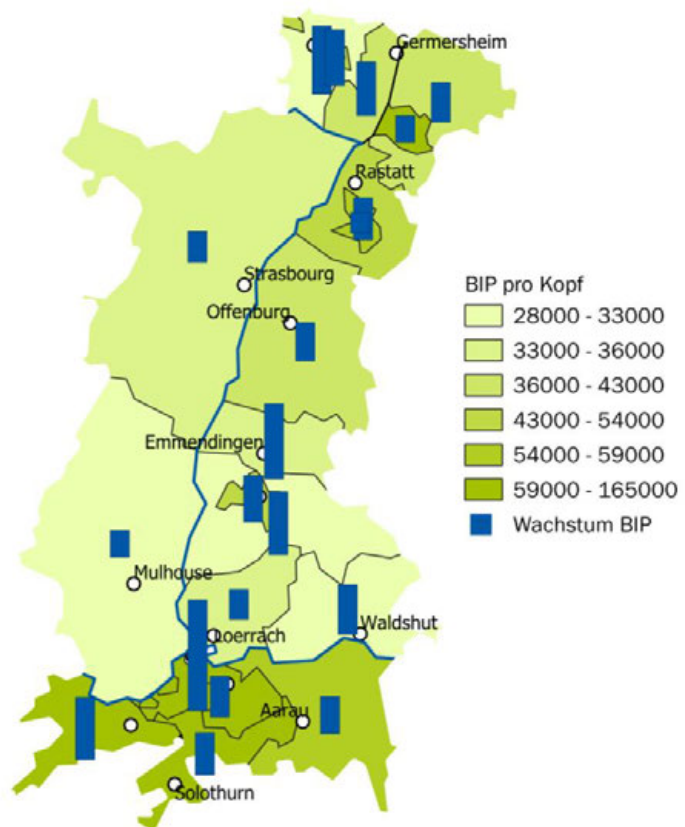 Germersheim
Rastatt
Strasbourg
Offenburg
BIP pro Kopf
28000 - 33000
33000 - 36000
36000 - 43000
43000 - 54000
54000 - 59000
59000 - 165000
Wachstum BIP
Emmendingen
Mulhouse
Waldshut
Loerrach
Aarau
Solothurn